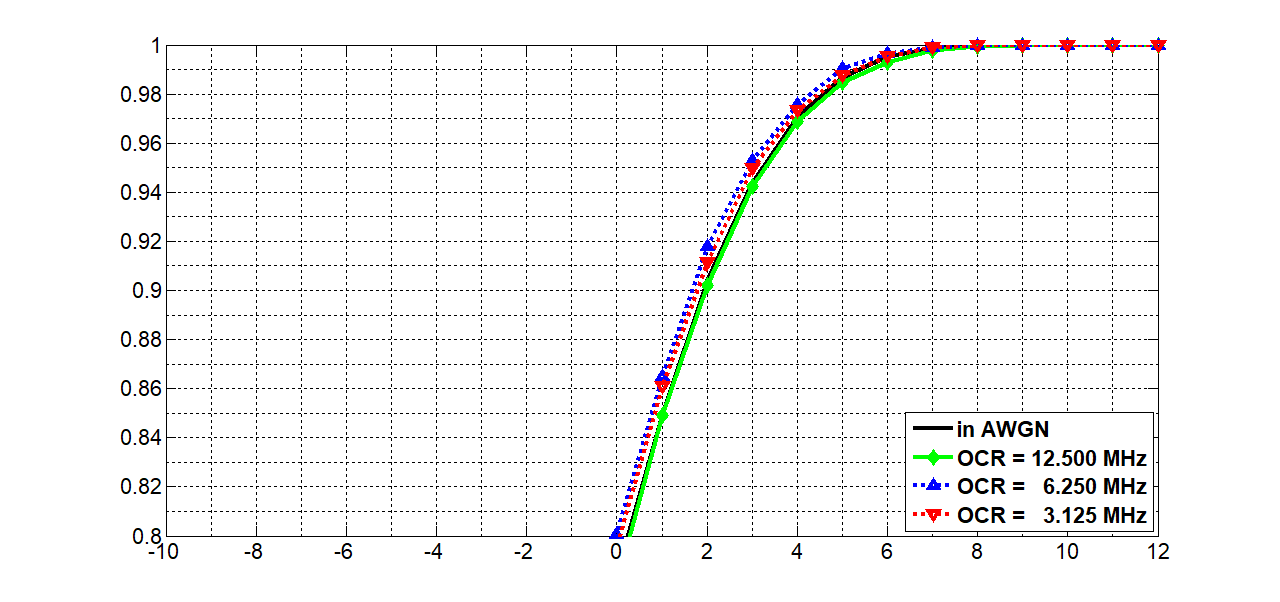 1
0.98
0.96
0.94
0.92
0.9
0.88
0.86
0.84
0.82
0.8
-10 -8 -6 -4 -2 0 2 4 6 8 10 12
in AWGN
OCR = 12.500 MHz
OCR = 6.250 MHz
OCR = 3.125 MHz